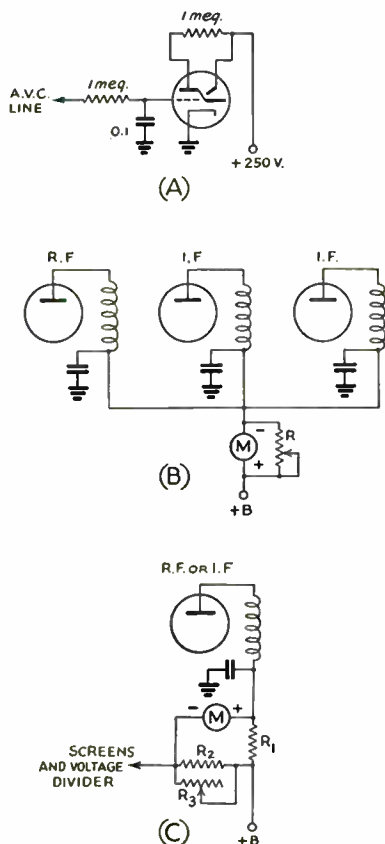 1 meg.
1 meg.
A.V.C.
LINE
0.1
+ 250 V.
(A)
R.F
I.F
I.F.
- R
M
+
(B)
+B
R.F. OR I.F
- M +
R1
SCREENS
AND VOLTAGE
DIVIDER
R2
R3
+B
(C)